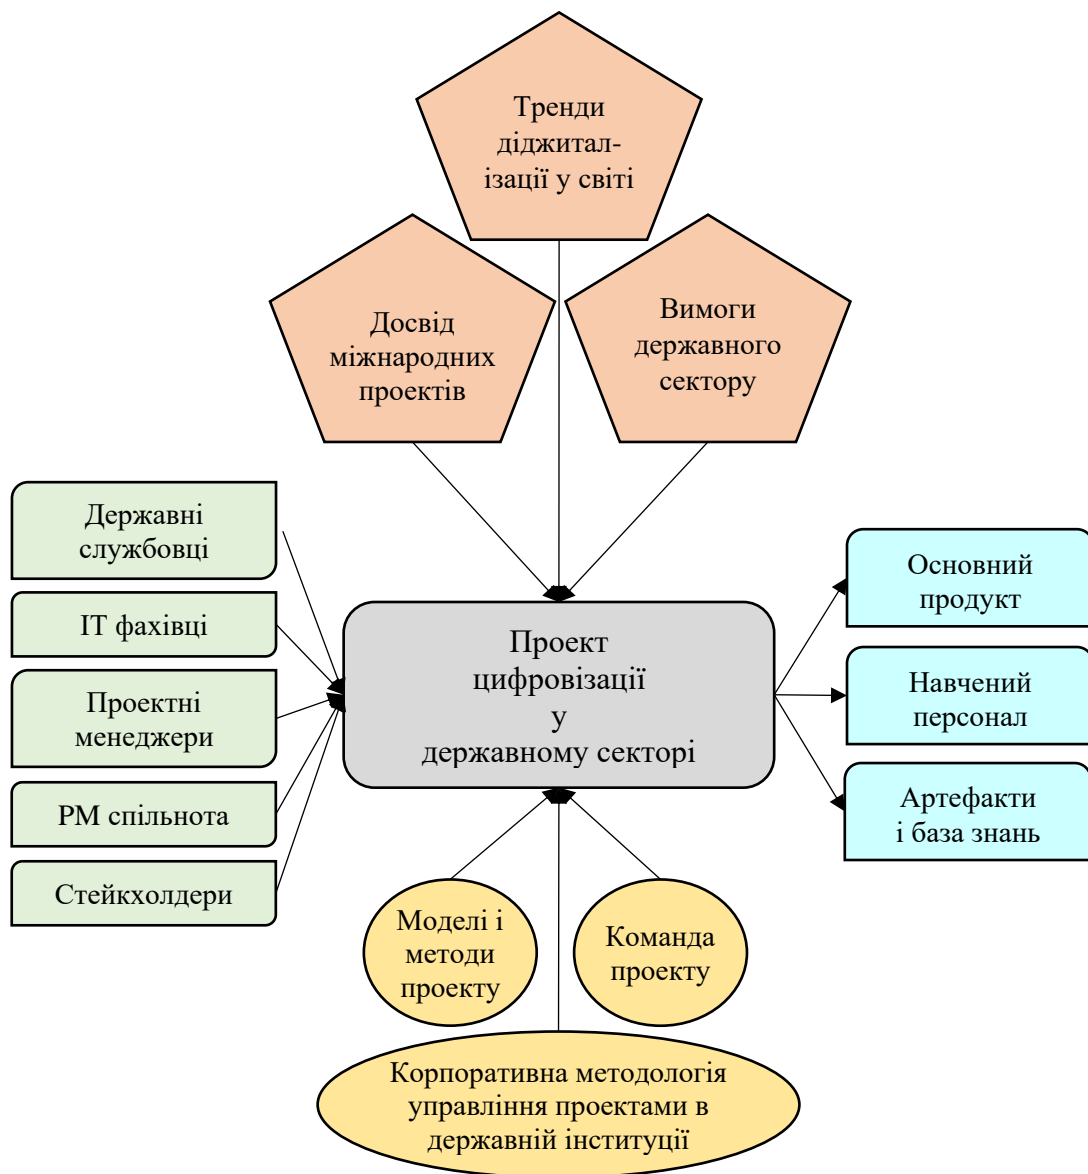 Тренди
діджитал-
ізації у світі
Досвід
міжнародних
проектів
Вимоги
державного
сектору
Державні
службовці
ІТ фахівці
Проектні
менеджери
РМ спільнота
Стейкхолдери
Проект
цифровізації
у
державному секторі
Основний
продукт
Навчений
персонал
Артефакти
і база знань
Моделі і
методи
проекту
Команда
проекту
Корпоративна методологія
управління проектами в
державній інституції